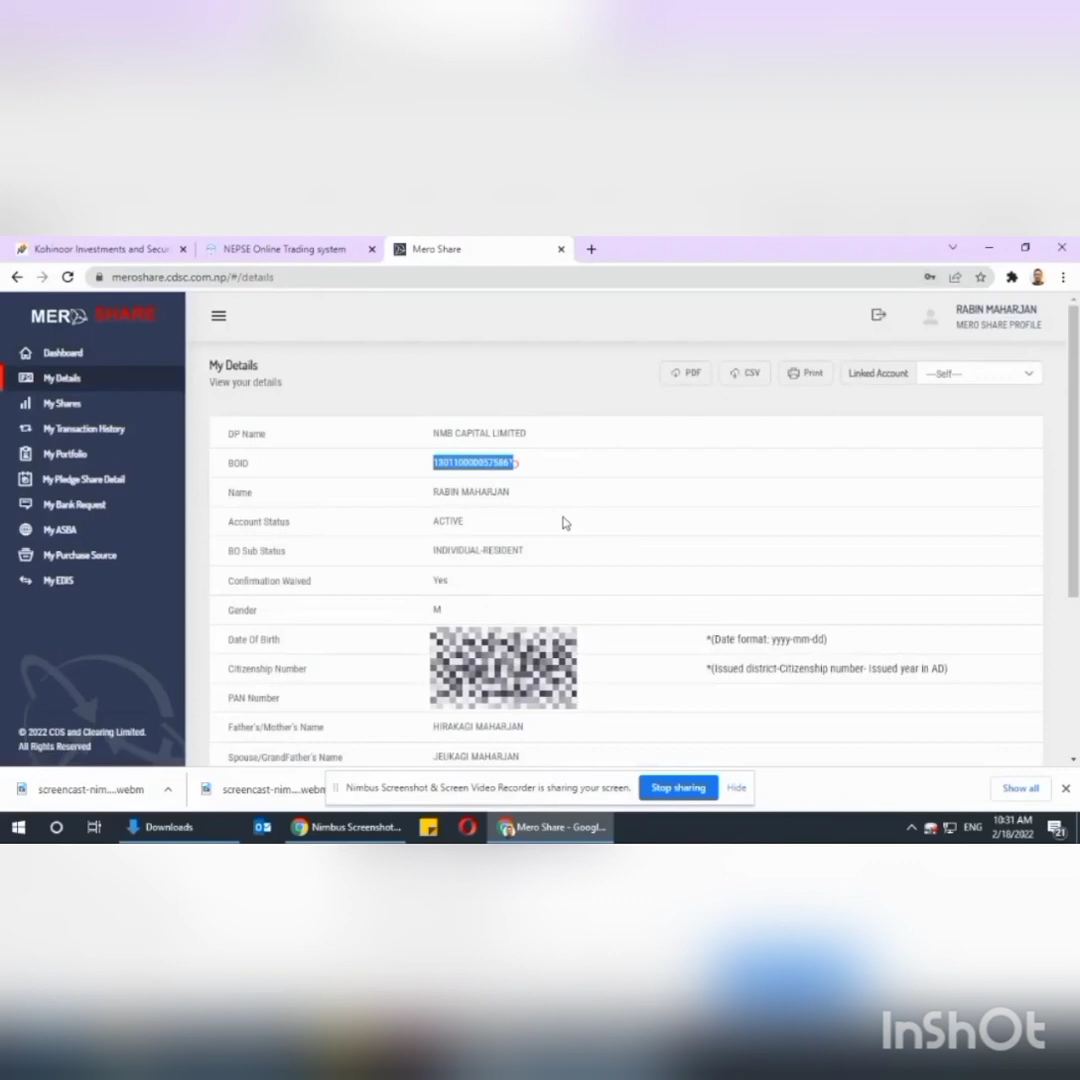 Kohinoor Investments and Secur
NEPSE Online Trading system
Mero Share
meroshare.cdsc.com.np/#/details
MERO SHARE
RABIN MAHARJAN
MERO SHARE PROFILE
Dashboard
My Details
My Shares
My Transaction History
My Portfolio
My Pledge Share Detail
My Bank Request
My ASBA
My Purchase Source
My EDIS
© 2022 CDS and Clearing Limited.
All Rights Reserved
My Details
View your details
PDF
CSV
Print
Linked Account
---Self---
DP Name NMB CAPITAL LIMITED
BOID
Name RABIN MAHARJAN
Account Status ACTIVE
BO Sub Status INDIVIDUAL-RESIDENT
Confirmation Waived Yes
Gender M
Date Of Birth *(Date format: yyyy-mm-dd)
Citizenship Number *(Issued district-Citizenship number- Issued year in AD)
PAN Number
Father's/Mother's Name HIRAKAGI MAHARJAN
Spouse/GrandFather's Name JEUKAGI MAHARJAN
screencast-nim....webm
screencast-nim....webm
Nimbus Screenshot & Screen Video Recorder is sharing your screen.
Stop sharing
Hide
Show all
Downloads
Nimbus Screenshot...
Mero Share - Googl...
ENG
10:31 AM
2/18/2022
21
InShOt